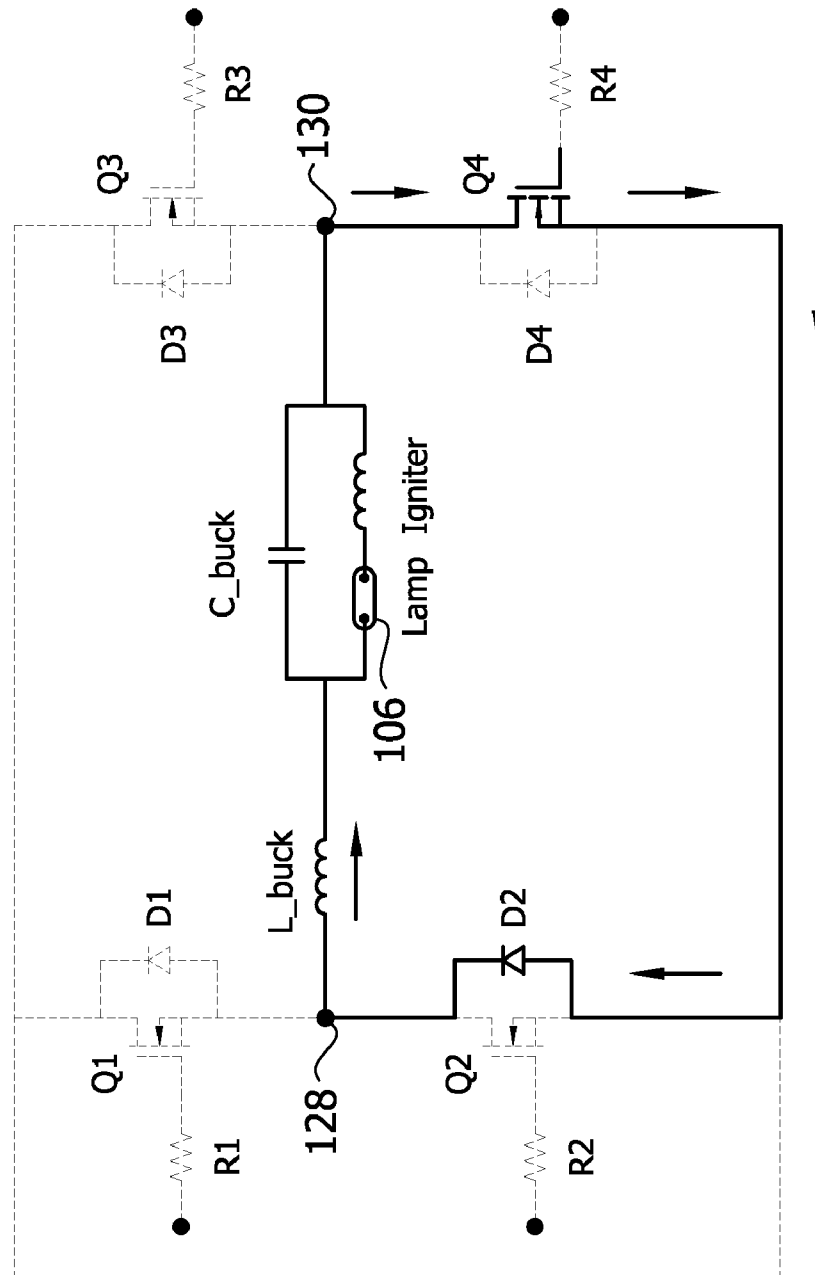 Q1
D1
R1
128
L_buck
Q2
D2
R2
C_buck
106
Lamp Igniter
Q3
R3
D3
130
Q4
R4
D4